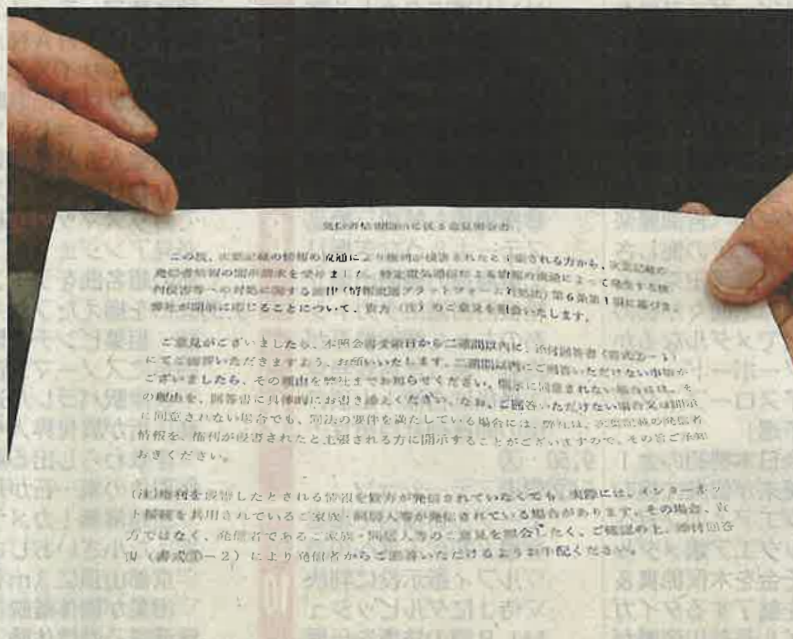 発信者情報開示に係る意見照会書
この度、次葉記載の情報の流通により権利が侵害されたと主張される方から、次葉記載の
発信者情報の開示請求を受けました。特定電気通信による情報の流通によって発生する権
利侵害等への対処に関する法律（情報流通プラットフォーム対処法）第6条第1項に基づき、
弊社が開示に応じることについて、貴方（注）のご意見を照会いたします。
ご意見がございましたら、本照会書受領日から二週間以内に、添付回答書（書式②－1）
にてご回答いただきますよう、お願いいたします。二週間以内にご回答いただけない事情が
ございましたら、その理由を弊社までお知らせください。開示に同意されない場合には、そ
の理由を、回答書に具体的にお書き添えください。なお、ご回答いただけない場合又は開示
に同意されない場合でも、同法の要件を満たしている場合には、弊社は、次葉記載の発信者
情報を、権利が侵害されたと主張される方に開示することがございますので、その旨ご承知
おきください。
（注）権利を侵害したとされる情報を貴方が発信されていなくても、実際には、インターネッ
ト接続を共用されているご家族・同居人等が発信されている場合があります。その場合、貴
方ではなく、発信者であるご家族・同居人等のご意見を照会したく、ご確認の上、添付回答
書（書式②－2）により発信者からご回答いただけるようお手配ください。